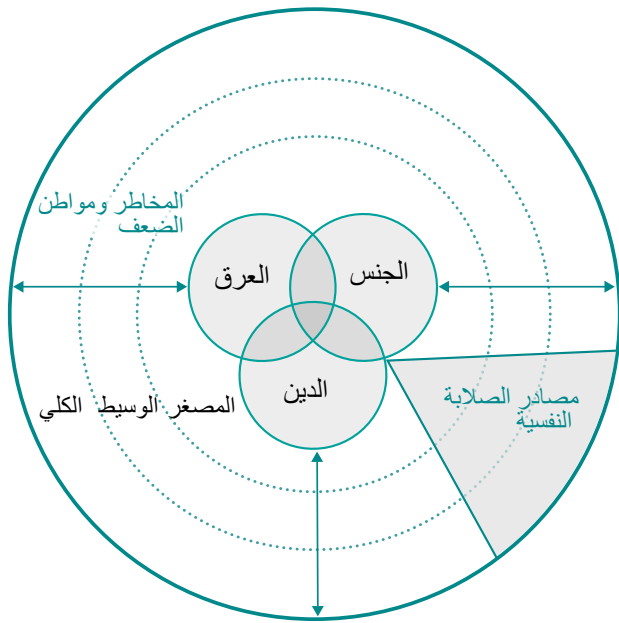 المخاطر ومواطن
الضعف
الجنس
العرق
الدين
مصادر الصلابة
النفسية
المصغر الوسيط الكلي